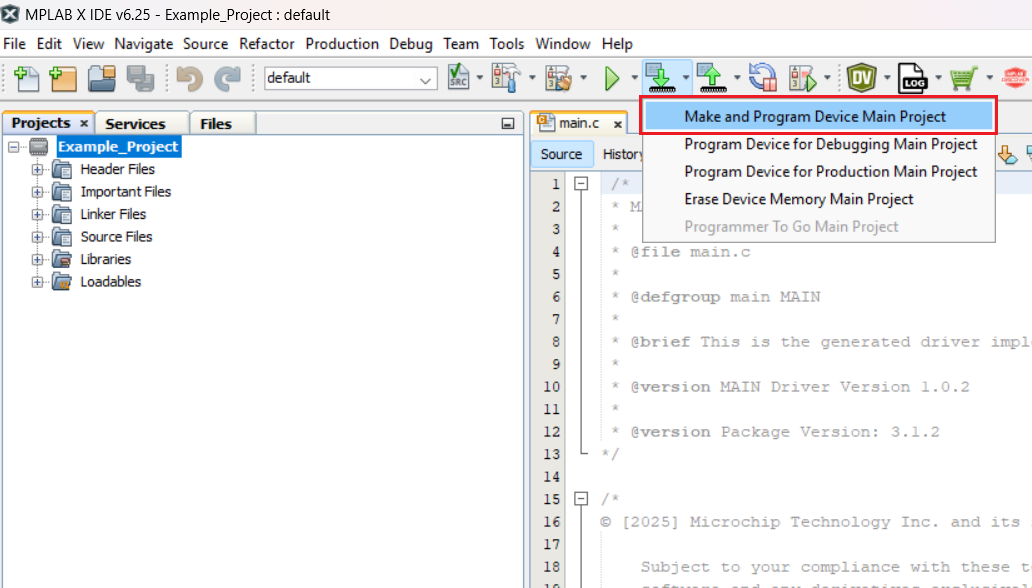 MPLAB X IDE v6.25 - Example_Project : default
File Edit View Navigate Source Refactor Production Debug Team Tools Window Help
default
SRC
DV
LOG
Projects × Services Files
main.c ×
Make and Program Device Main Project
Program Device for Debugging Main Project
Program Device for Production Main Project
Erase Device Memory Main Project
Programmer To Go Main Project
Example_Project
Header Files
Important Files
Linker Files
Source Files
Libraries
Loadables
Source History
1 /*
2 * M
3 *
4 * @file main.c
5 *
6 * @defgroup main MAIN
7 *
8 * @brief This is the generated driver impl
9 *
10 * @version MAIN Driver Version 1.0.2
11 *
12 * @version Package Version: 3.1.2
13 */
14
15 /*
16 © [2025] Microchip Technology Inc. and its
17
18 Subject to your compliance with these t